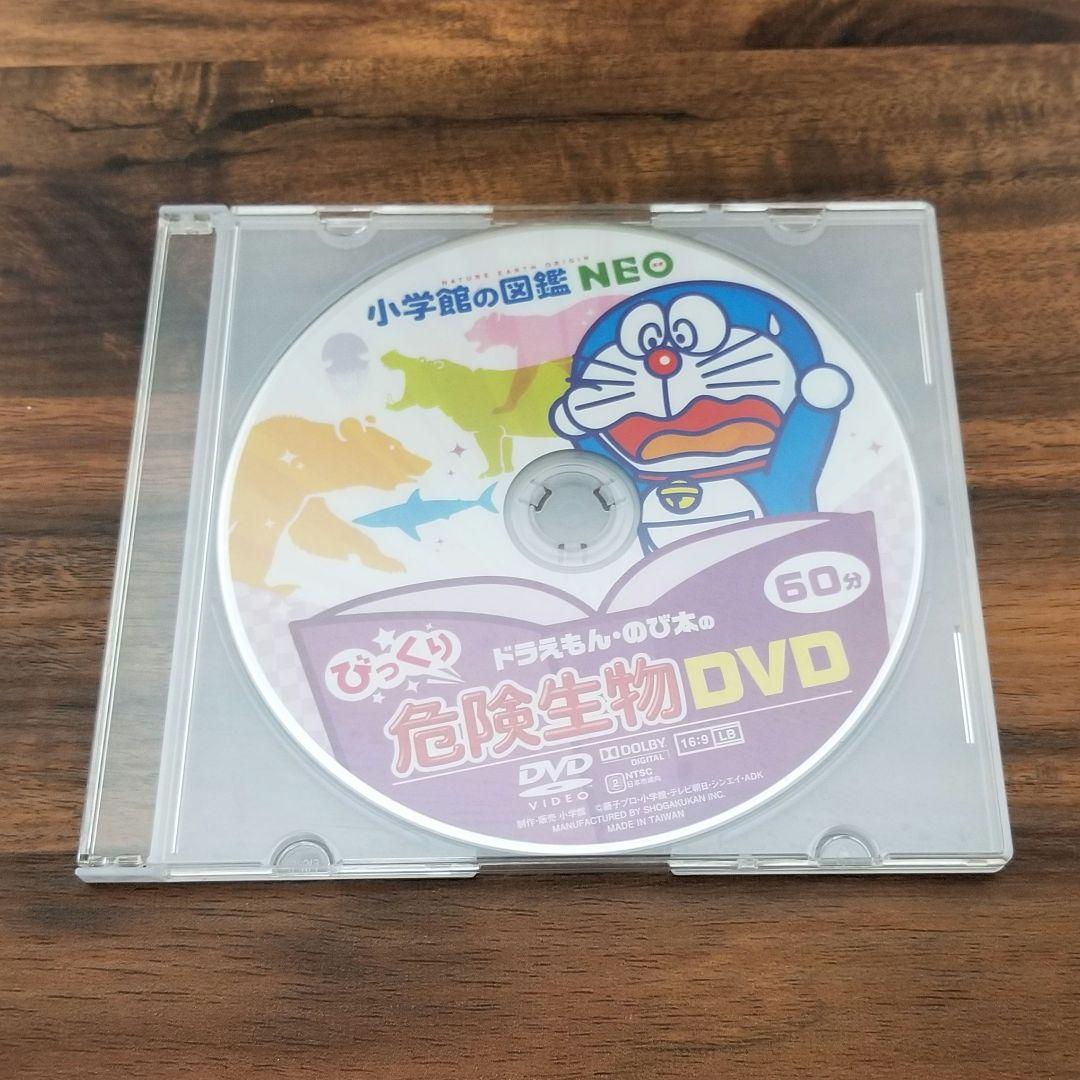 NATURE EARTH ORIGIN
小学館の図鑑 NEO
60分
びっくり
ドラえもん・のび太の
危険生物DVD
DVD
VIDEO
DOLBY
DIGITAL
16:9 LB
2 NTSC
日本市場向
制作・販売 小学館 ©藤子プロ・小学館・テレビ朝日・シンエイ・ADK
MANUFACTURED BY SHOGAKUKAN INC.
MADE IN TAIWAN